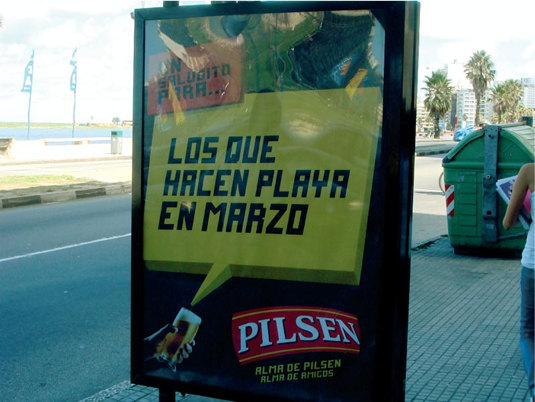 UN
SALUDITO
PARA...
LOS QUE
HACEN PLAYA
EN MARZO
PILSEN
ALMA DE PILSEN
ALMA DE AMIGOS